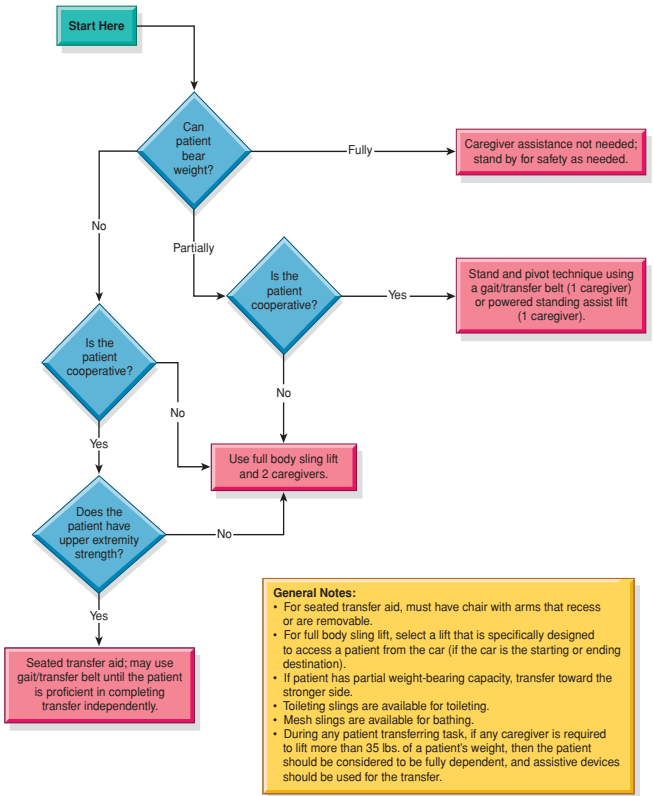 Start Here
Can
patient
bear
weight?
Fully
Caregiver assistance not needed;
stand by for safety as needed.
No
Partially
Is the
patient
cooperative?
Yes
Stand and pivot technique using
a gait/transfer belt (1 caregiver)
or powered standing assist lift
(1 caregiver).
Is the
patient
cooperative?
No
No
Yes
Use full body sling lift
and 2 caregivers.
Does the
patient have
upper extremity
strength?
No
Yes
Seated transfer aid; may use
gait/transfer belt until the patient
is proficient in completing
transfer independently.
General Notes:
• For seated transfer aid, must have chair with arms that recess
or are removable.
• For full body sling lift, select a lift that is specifically designed
to access a patient from the car (if the car is the starting or ending
destination).
• If patient has partial weight-bearing capacity, transfer toward the
stronger side.
• Toileting slings are available for toileting.
• Mesh slings are available for bathing.
• During any patient transferring task, if any caregiver is required
to lift more than 35 lbs. of a patient's weight, then the patient
should be considered to be fully dependent, and assistive devices
should be used for the transfer.